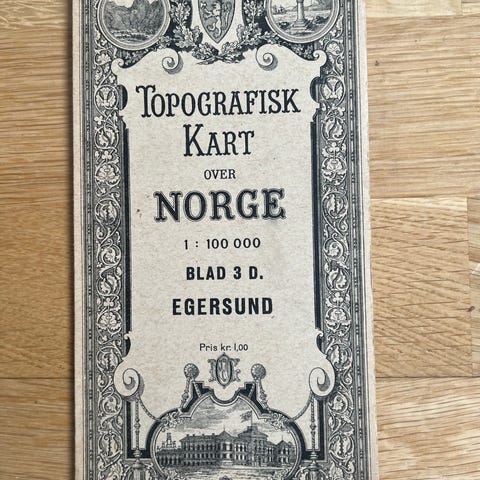 TOPOGRAFISK
KART
OVER
NORGE
1 : 100 000
BLAD 3 D.
EGERSUND
Pris kr. 1,00